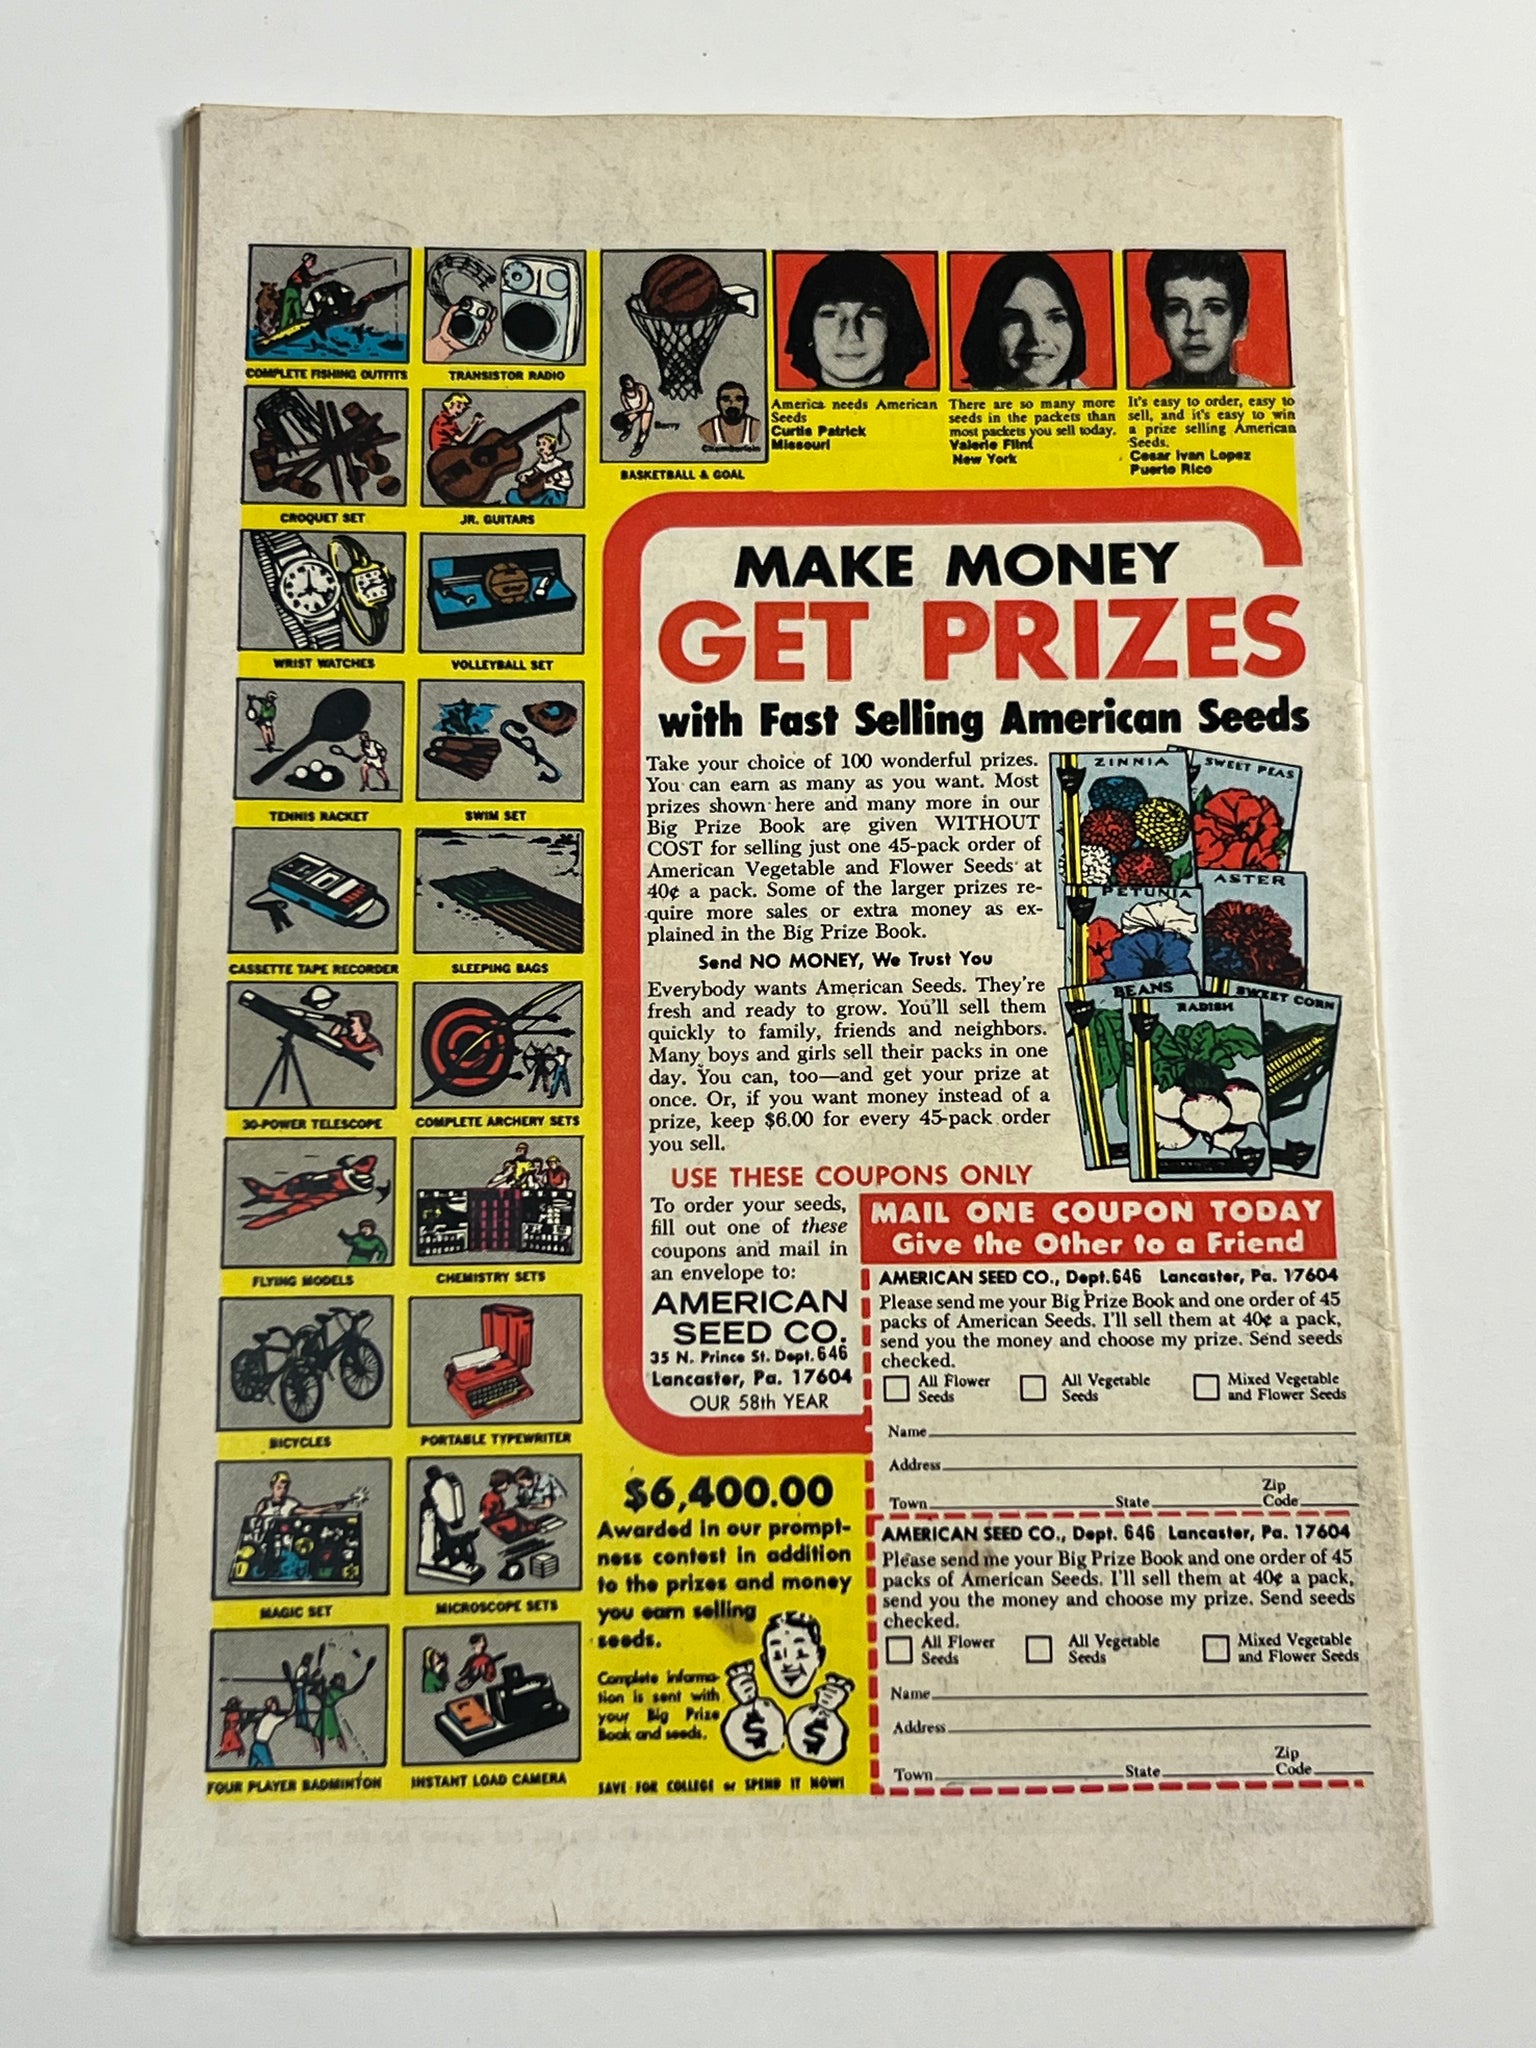 COMPLETE FISHING OUTFITS
TRANSISTOR RADIO
CROQUET SET
JR. GUITARS
WRIST WATCHES
VOLLEYBALL SET
TENNIS RACKET
SWIM SET
CASSETTE TAPE RECORDER
SLEEPING BAGS
30-POWER TELESCOPE
COMPLETE ARCHERY SETS
FLYING MODELS
CHEMISTRY SETS
BICYCLES
PORTABLE TYPEWRITER
MAGIC SET
MICROSCOPE SETS
FOUR PLAYER BADMINTON
INSTANT LOAD CAMERA
Barry
Chamberlain
BASKETBALL & GOAL
America needs American
Seeds
Curtis Patrick
Missouri
There are so many more
seeds in the packets than
most packets you sell today.
Valerie Flint
New York
It's easy to order, easy to
sell, and it's easy to win
a prize selling American
Seeds.
Cesar Ivan Lopez
Puerto Rico
MAKE MONEY
GET PRIZES
with Fast Selling American Seeds
Take your choice of 100 wonderful prizes.
You can earn as many as you want. Most
prizes shown here and many more in our
Big Prize Book are given WITHOUT
COST for selling just one 45-pack order of
American Vegetable and Flower Seeds at
40¢ a pack. Some of the larger prizes re-
quire more sales or extra money as ex-
plained in the Big Prize Book.
Send NO MONEY, We Trust You
Everybody wants American Seeds. They're
fresh and ready to grow. You'll sell them
quickly to family, friends and neighbors.
Many boys and girls sell their packs in one
day. You can, too—and get your prize at
once. Or, if you want money instead of a
prize, keep $6.00 for every 45-pack order
you sell.
ZINNIA
SWEET PEAS
PETUNIA
ASTER
BEANS
RADISH
SWEET CORN
USE THESE COUPONS ONLY
To order your seeds,
fill out one of these
coupons and mail in
an envelope to:
AMERICAN
SEED CO.
35 N. Prince St. Dept. 646
Lancaster, Pa. 17604
OUR 58th YEAR
MAIL ONE COUPON TODAY
Give the Other to a Friend
AMERICAN SEED CO., Dept. 646 Lancaster, Pa. 17604
Please send me your Big Prize Book and one order of 45
packs of American Seeds. I'll sell them at 40¢ a pack,
send you the money and choose my prize. Send seeds
checked.
All Flower
Seeds
All Vegetable
Seeds
Mixed Vegetable
and Flower Seeds
Name
Address
Town State Zip
Code
AMERICAN SEED CO., Dept. 646 Lancaster, Pa. 17604
Please send me your Big Prize Book and one order of 45
packs of American Seeds. I'll sell them at 40¢ a pack,
send you the money and choose my prize. Send seeds
checked.
All Flower
Seeds
All Vegetable
Seeds
Mixed Vegetable
and Flower Seeds
Name
Address
Town State Zip
Code
$6,400.00
Awarded in our prompt-
ness contest in addition
to the prizes and money
you earn selling
seeds.
Complete informa-
tion is sent with
your Big Prize
Book and seeds.
$ $
SAVE FOR COLLEGE or SPEND IT NOW!